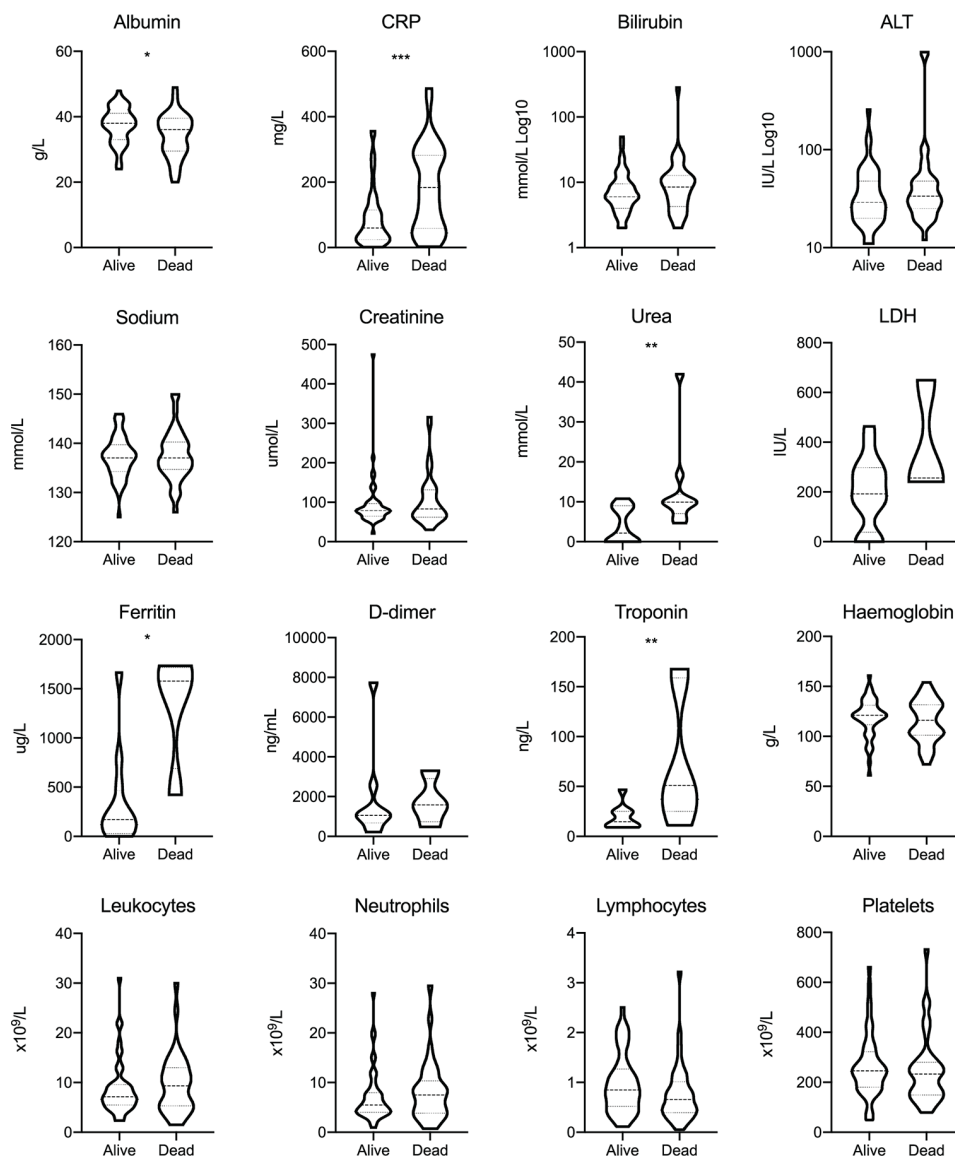 Albumin
*
60
40
20
0
g/L
Alive Dead
CRP
***
600
400
200
0
mg/L
Alive Dead
Bilirubin
1000
100
10
1
mmol/L Log10
Alive Dead
ALT
1000
100
10
IU/L Log10
Alive Dead
Sodium
160
150
140
130
120
mmol/L
Alive Dead
Creatinine
500
400
300
200
100
0
umol/L
Alive Dead
Urea
**
50
40
30
20
10
0
mmol/L
Alive Dead
LDH
800
600
400
200
0
IU/L
Alive Dead
Ferritin
*
2000
1500
1000
500
0
ug/L
Alive Dead
D-dimer
10000
8000
6000
4000
2000
0
ng/mL
Alive Dead
Troponin
**
200
150
100
50
0
ng/L
Alive Dead
Haemoglobin
200
150
100
50
0
g/L
Alive Dead
Leukocytes
40
30
20
10
0
x10⁹/L
Alive Dead
Neutrophils
40
30
20
10
0
x10⁹/L
Alive Dead
Lymphocytes
4
3
2
1
0
x10⁹/L
Alive Dead
Platelets
800
600
400
200
0
x10⁹/L
Alive Dead